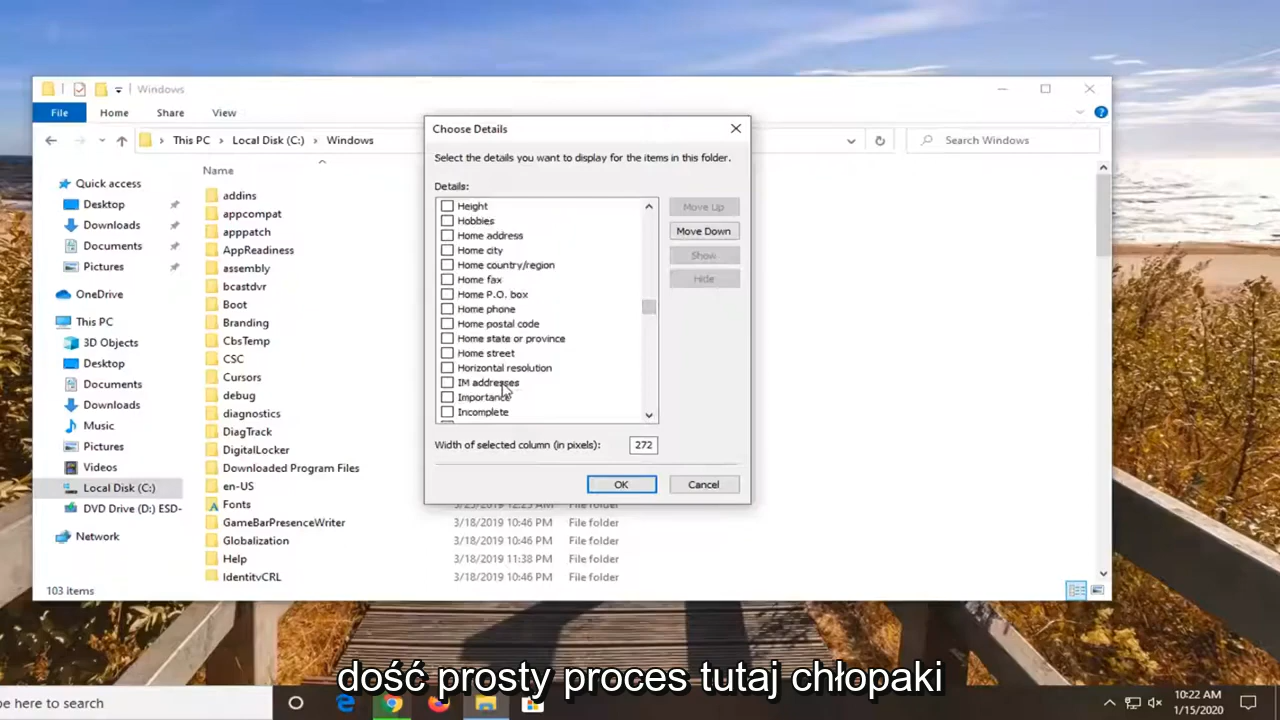 Windows
File
Home
Share
View
This PC
Local Disk (C:)
Windows
Search Windows
Quick access
Desktop
Downloads
Documents
Pictures
OneDrive
This PC
3D Objects
Desktop
Documents
Downloads
Music
Pictures
Videos
Local Disk (C:)
DVD Drive (D:) ESD-
Network
Name
addins
appcompat
apppatch
AppReadiness
assembly
bcastdvr
Boot
Branding
CbsTemp
CSC
Cursors
debug
diagnostics
DiagTrack
DigitalLocker
Downloaded Program Files
en-US
Fonts
GameBarPresenceWriter 3/18/2019 10:46 PM File folder
Globalization 3/18/2019 10:46 PM File folder
Help 3/18/2019 11:38 PM File folder
IdentityCRL 3/18/2019 10:46 PM File folder
103 items
Choose Details
Select the details you want to display for the items in this folder.
Details:
Height
Hobbies
Home address
Home city
Home country/region
Home fax
Home P.O. box
Home phone
Home postal code
Home state or province
Home street
Horizontal resolution
IM addresses
Importance
Incomplete
Move Up
Move Down
Show
Hide
Width of selected column (in pixels): 272
OK
Cancel
dość prosty proces tutaj chłopaki
here to search
10:22 AM
1/15/2020